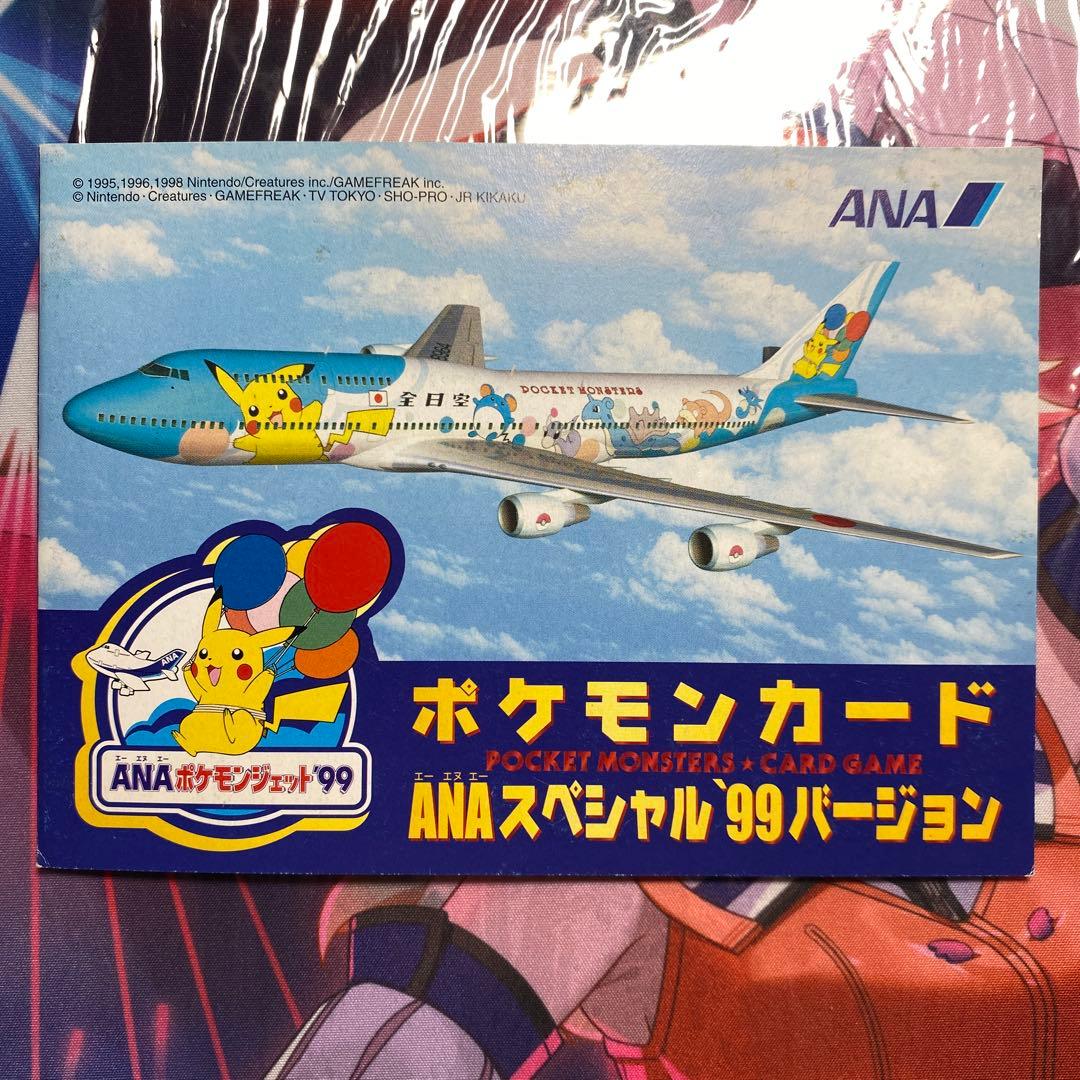 © 1995,1996,1998 Nintendo/Creatures inc./GAMEFREAK inc.
© Nintendo・Creatures・GAMEFREAK・TV TOKYO・SHO-PRO・JR KIKAKU
ANA
全日空
POCKET MONSTERS
ANA
エー エヌ エー
ANAポケモンジェット'99
ポケモンカード
POCKET MONSTERS★CARD GAME
エー エヌ エー
ANAスペシャル'99バージョン